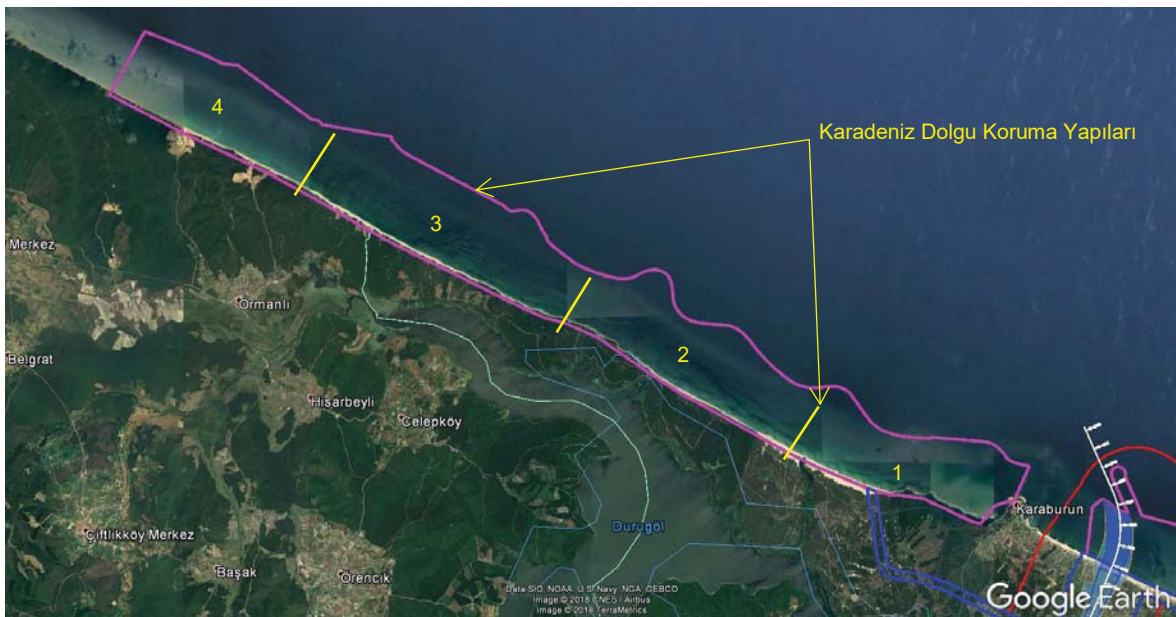 4
Karadeniz Dolgu Koruma Yapıları
3
Merkez
Ormanlı
2
Belgrat
Hisarbeyli
Celepköy
1
Karaburun
Durugöl
Çiftlikköy Merkez
Başak
Örencik
Data SIO, NOAA, U.S. Navy, NGA, GEBCO
Image © 2018 CNES / Airbus
Image © 2018 TerraMetrics
Google Earth